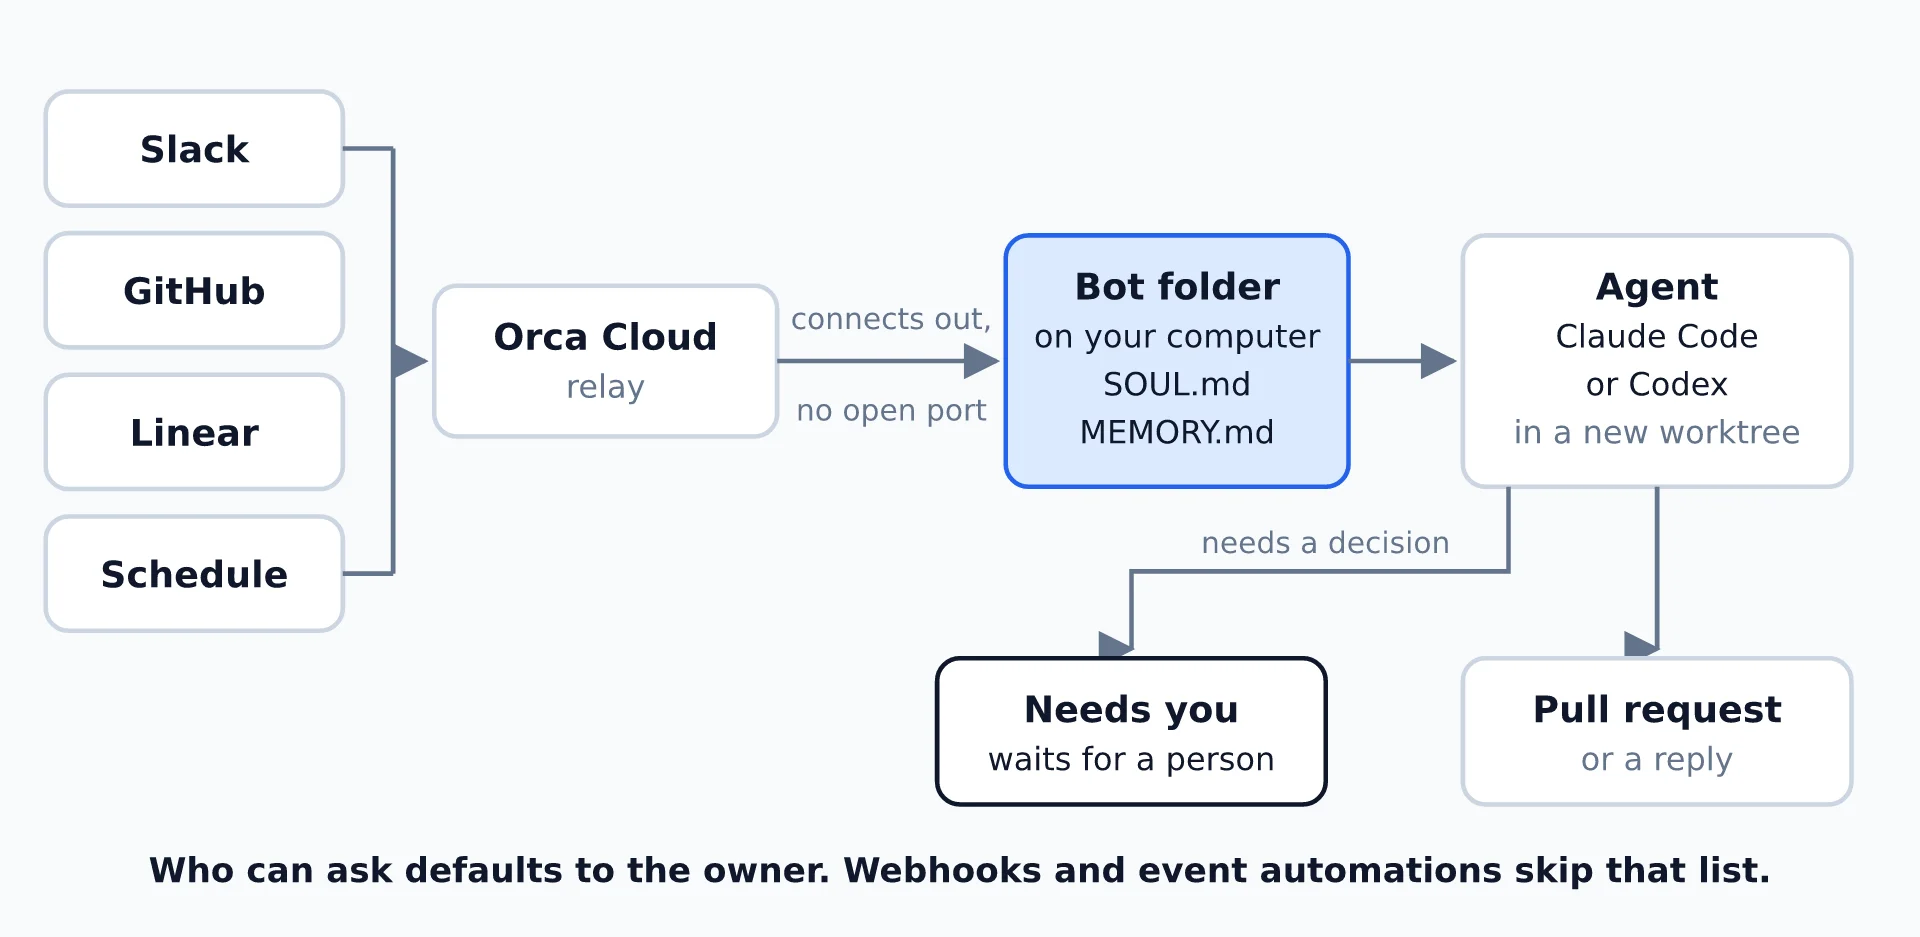 Slack
GitHub
Linear
Schedule
Orca Cloud
relay
connects out,
no open port
Bot folder
on your computer
SOUL.md
MEMORY.md
Agent
Claude Code
or Codex
in a new worktree
needs a decision
Needs you
waits for a person
Pull request
or a reply
Who can ask defaults to the owner. Webhooks and event automations skip that list.